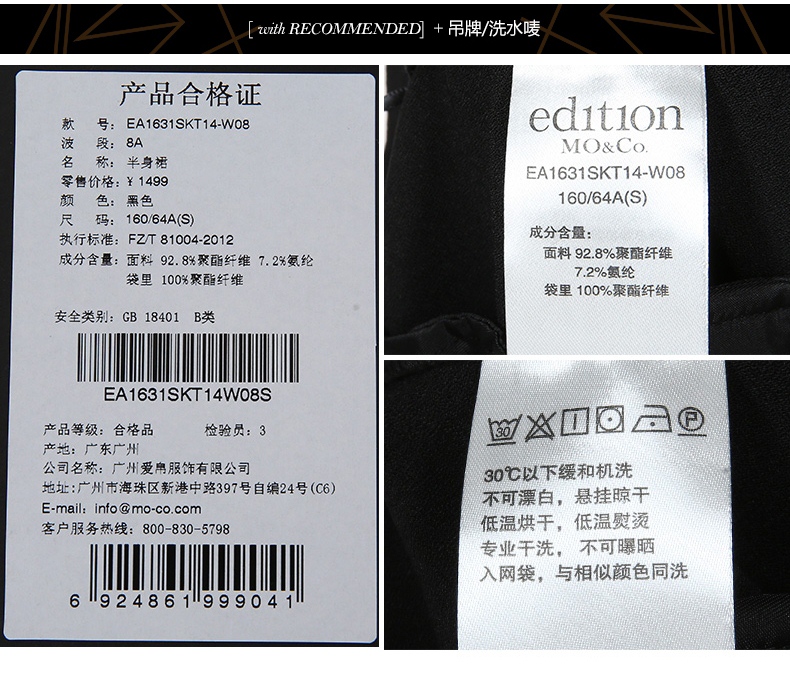 [ with RECOMMENDED] + 吊牌/洗水唛
产品合格证
款 号: EA1631SKT14-W08
波 段: 8A
名 称: 半身裙
零售价格: ¥ 1499
颜 色: 黑色
尺 码: 160/64A(S)
执行标准: FZ/T 81004-2012
成分含量: 面料 92.8%聚酯纤维 7.2%氨纶
袋里 100%聚酯纤维
安全类别: GB 18401 B类
EA1631SKT14W08S
产品等级: 合格品 检验员: 3
产地: 广东广州
公司名称: 广州爱帛服饰有限公司
地址:广州市海珠区新港中路397号自编24号(C6)
E-mail: info@mo-co.com
客户服务热线: 800-830-5798
6 924861 999041
edition
MO&Co.
EA1631SKT14-W08
160/64A(S)
成分含量:
面料 92.8%聚酯纤维
7.2%氨纶
袋里 100%聚酯纤维
30
P
30℃以下缓和机洗
不可漂白, 悬挂晾干
低温烘干, 低温熨烫
专业干洗, 不可曝晒
入网袋, 与相似颜色同洗